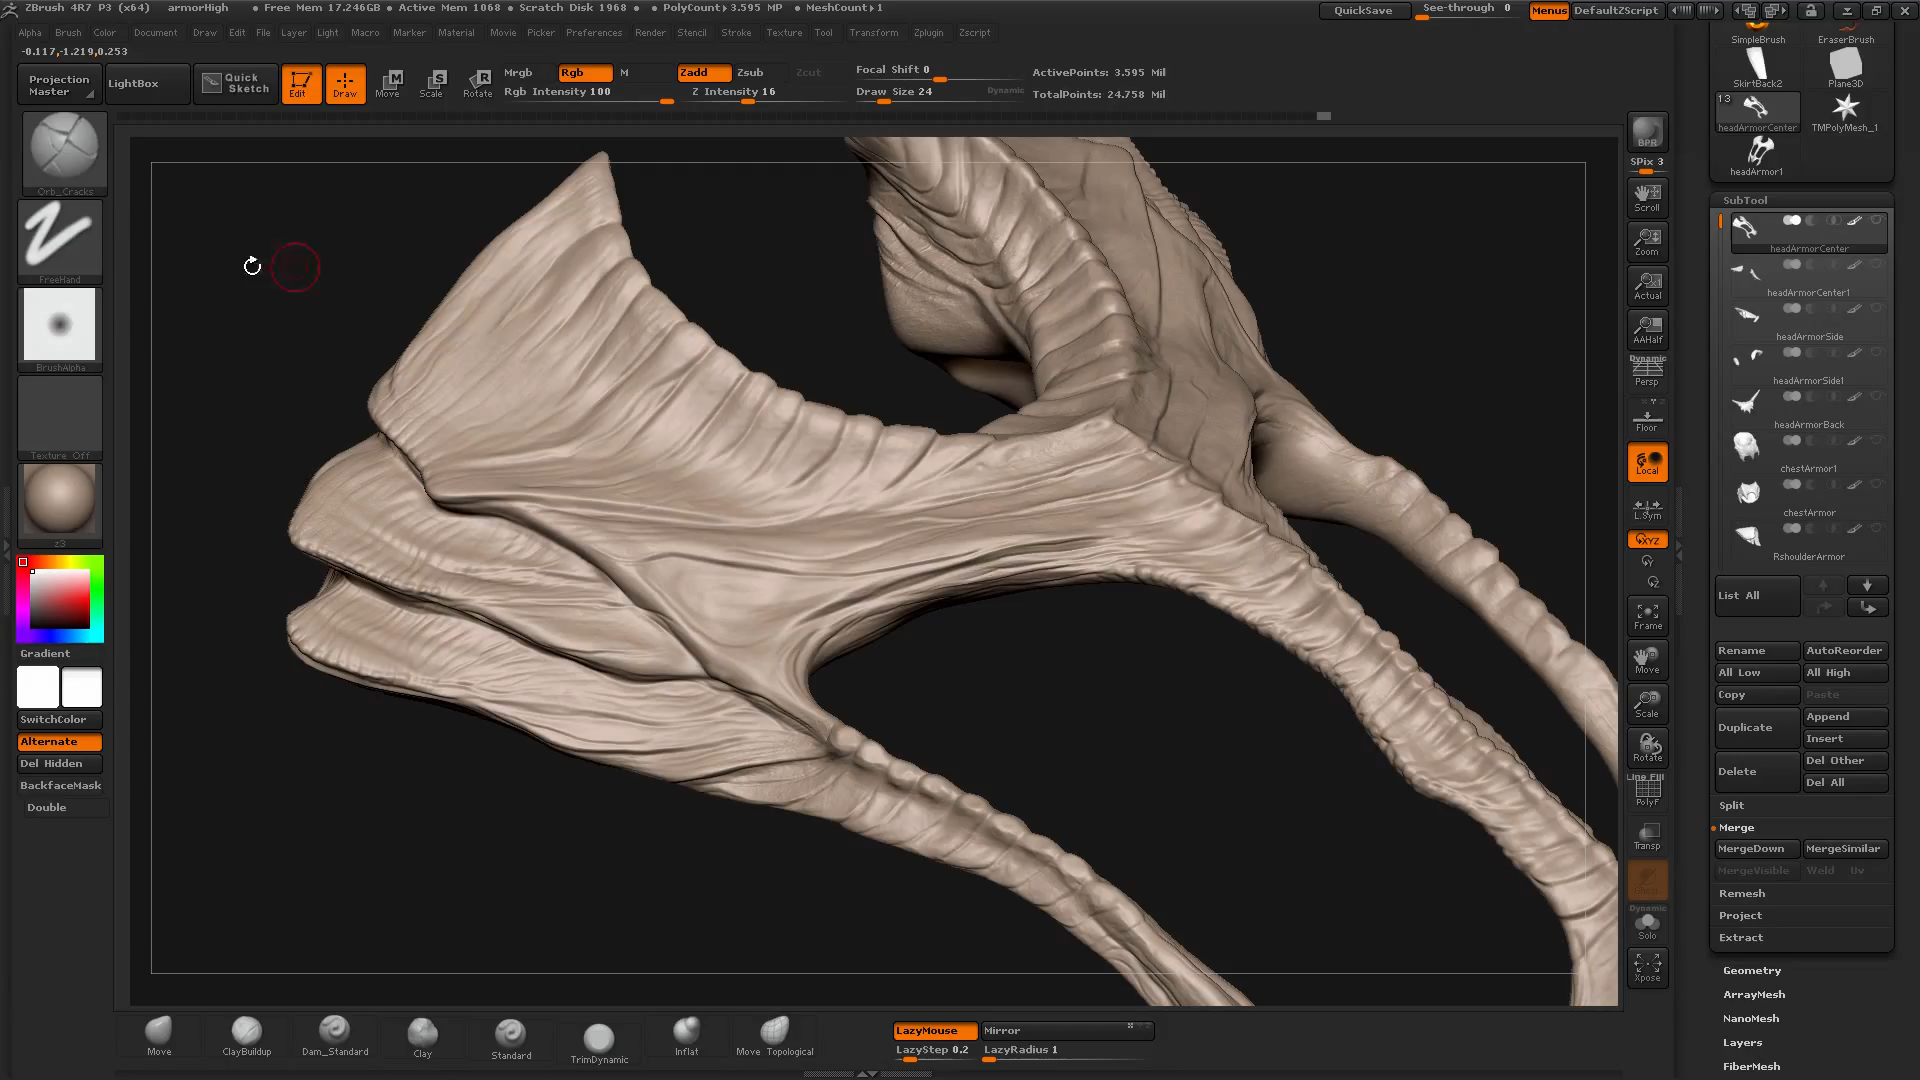 ZBrush 4R7 P3 (x64) armorHigh • Free Mem 17.246GB • Active Mem 1068 • Scratch Disk 1968 • PolyCount▸3.595 MP • MeshCount▸1
QuickSave See-through 0 Menus DefaultZScript
Alpha Brush Color Document Draw Edit File Layer Light Macro Marker Material Movie Picker Preferences Render Stencil Stroke Texture Tool Transform Zplugin Zscript
-0.117,-1.219,0.253
Projection Master
LightBox
Quick Sketch
Edit
Draw
Move
Scale
Rotate
Mrgb Rgb M
Rgb Intensity 100
Zadd Zsub Zcut
Z Intensity 16
Focal Shift 0
Draw Size 24 Dynamic
ActivePoints: 3.595 Mil
TotalPoints: 24.758 Mil
Orb_Cracks
FreeHand
BrushAlpha
Texture Off
z3
Gradient
SwitchColor
Alternate
Del Hidden
BackfaceMask
Double
BPR
SPix 3
Scroll
Zoom
Actual
AAHalf
Dynamic
Persp
Floor
Local
L.Sym
XYZ
Y
Z
Frame
Move
Scale
Rotate
Line Fill
PolyF
Transp
Dynamic
Solo
Xpose
SimpleBrush EraserBrush
SkirtBack2 Plane3D
13
headArmorCenter TMPolyMesh_1
headArmor1
SubTool
headArmorCenter
headArmorCenter1
headArmorSide
headArmorSide1
headArmorBack
chestArmor1
chestArmor
RshoulderArmor
List All
Rename AutoReorder
All Low All High
Copy Paste
Duplicate Append
Insert
Delete Del Other
Del All
Split
Merge
MergeDown MergeSimilar
MergeVisible Weld Uv
Remesh
Project
Extract
Geometry
ArrayMesh
NanoMesh
Layers
FiberMesh
Move ClayBuildup Dam_Standard Clay Standard TrimDynamic Inflat Move Topological
LazyMouse Mirror
LazyStep 0.2 LazyRadius 1